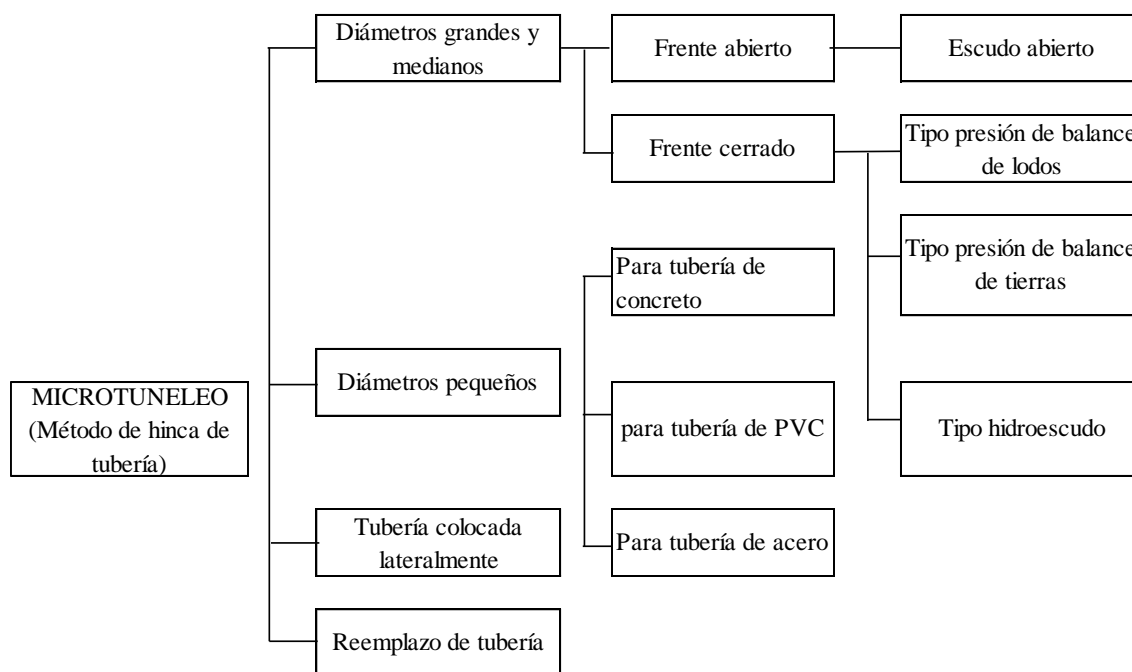 Diámetros grandes y
medianos
Frente abierto
Escudo abierto
Frente cerrado
Tipo presión de balance
de lodos
Tipo presión de balance
de tierras
Para tubería de
concreto
Diámetros pequeños
MICROTUNELEO
(Método de hinca de
tubería)
para tubería de PVC
Tipo hidroescudo
Tubería colocada
lateralmente
Para tubería de acero
Reemplazo de tubería